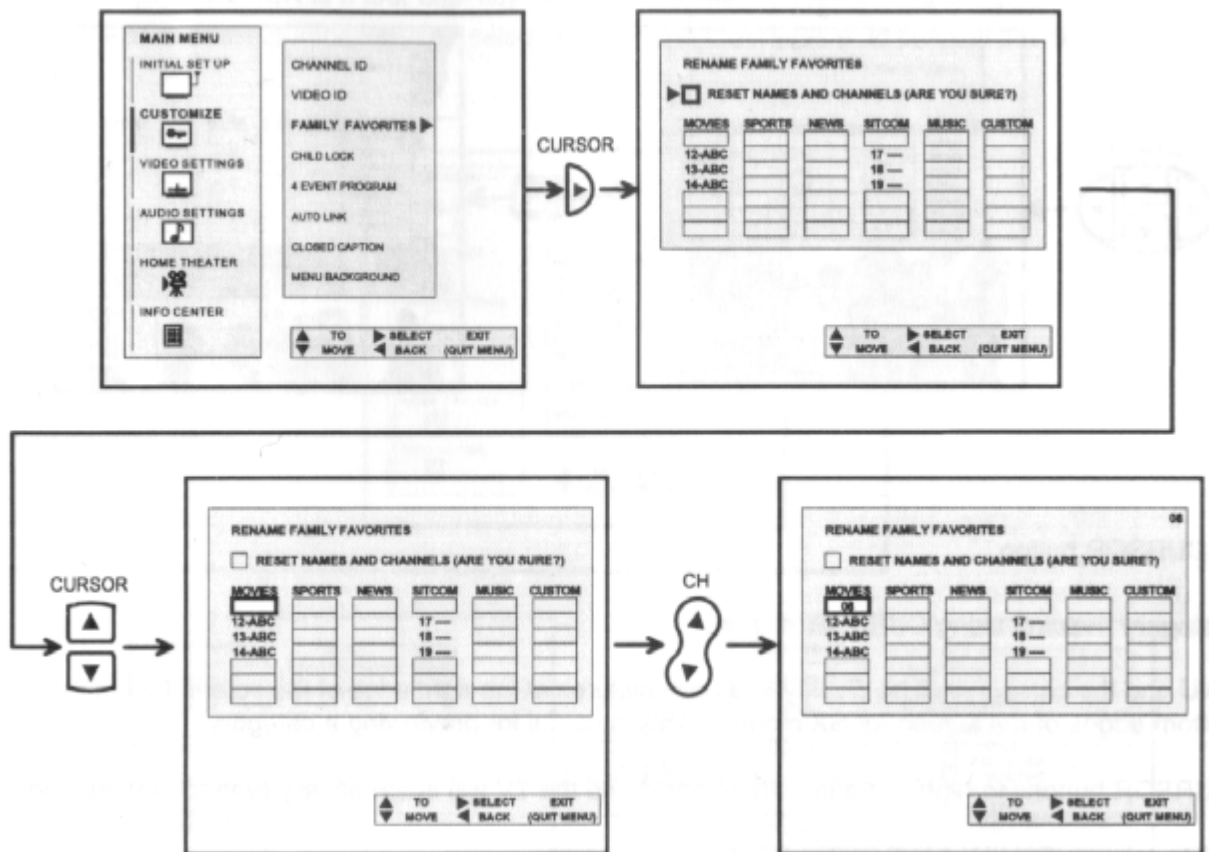 MAIN MENU
INITIAL SET UP
CUSTOMIZE
VIDEO SETTINGS
AUDIO SETTINGS
HOME THEATER
INFO CENTER
CHANNEL ID
VIDEO ID
FAMILY FAVORITES
CHILD LOCK
4 EVENT PROGRAM
AUTO LINK
CLOSED CAPTION
MENU BACKGROUND
TO SELECT EXIT
MOVE BACK (QUIT MENU)
CURSOR
RENAME FAMILY FAVORITES
RESET NAMES AND CHANNELS (ARE YOU SURE?)
MOVIES SPORTS NEWS SITCOM MUSIC CUSTOM
12-ABC 17 ----
13-ABC 18 ----
14-ABC 19 ----
TO SELECT EXIT
MOVE BACK (QUIT MENU)
CURSOR
RENAME FAMILY FAVORITES
RESET NAMES AND CHANNELS (ARE YOU SURE?)
MOVIES SPORTS NEWS SITCOM MUSIC CUSTOM
12-ABC 17 ----
13-ABC 18 ----
14-ABC 19 ----
TO SELECT EXIT
MOVE BACK (QUIT MENU)
CH
06
RENAME FAMILY FAVORITES
RESET NAMES AND CHANNELS (ARE YOU SURE?)
MOVIES SPORTS NEWS SITCOM MUSIC CUSTOM
06
12-ABC 17 ----
13-ABC 18 ----
14-ABC 19 ----
TO SELECT EXIT
MOVE BACK (QUIT MENU)